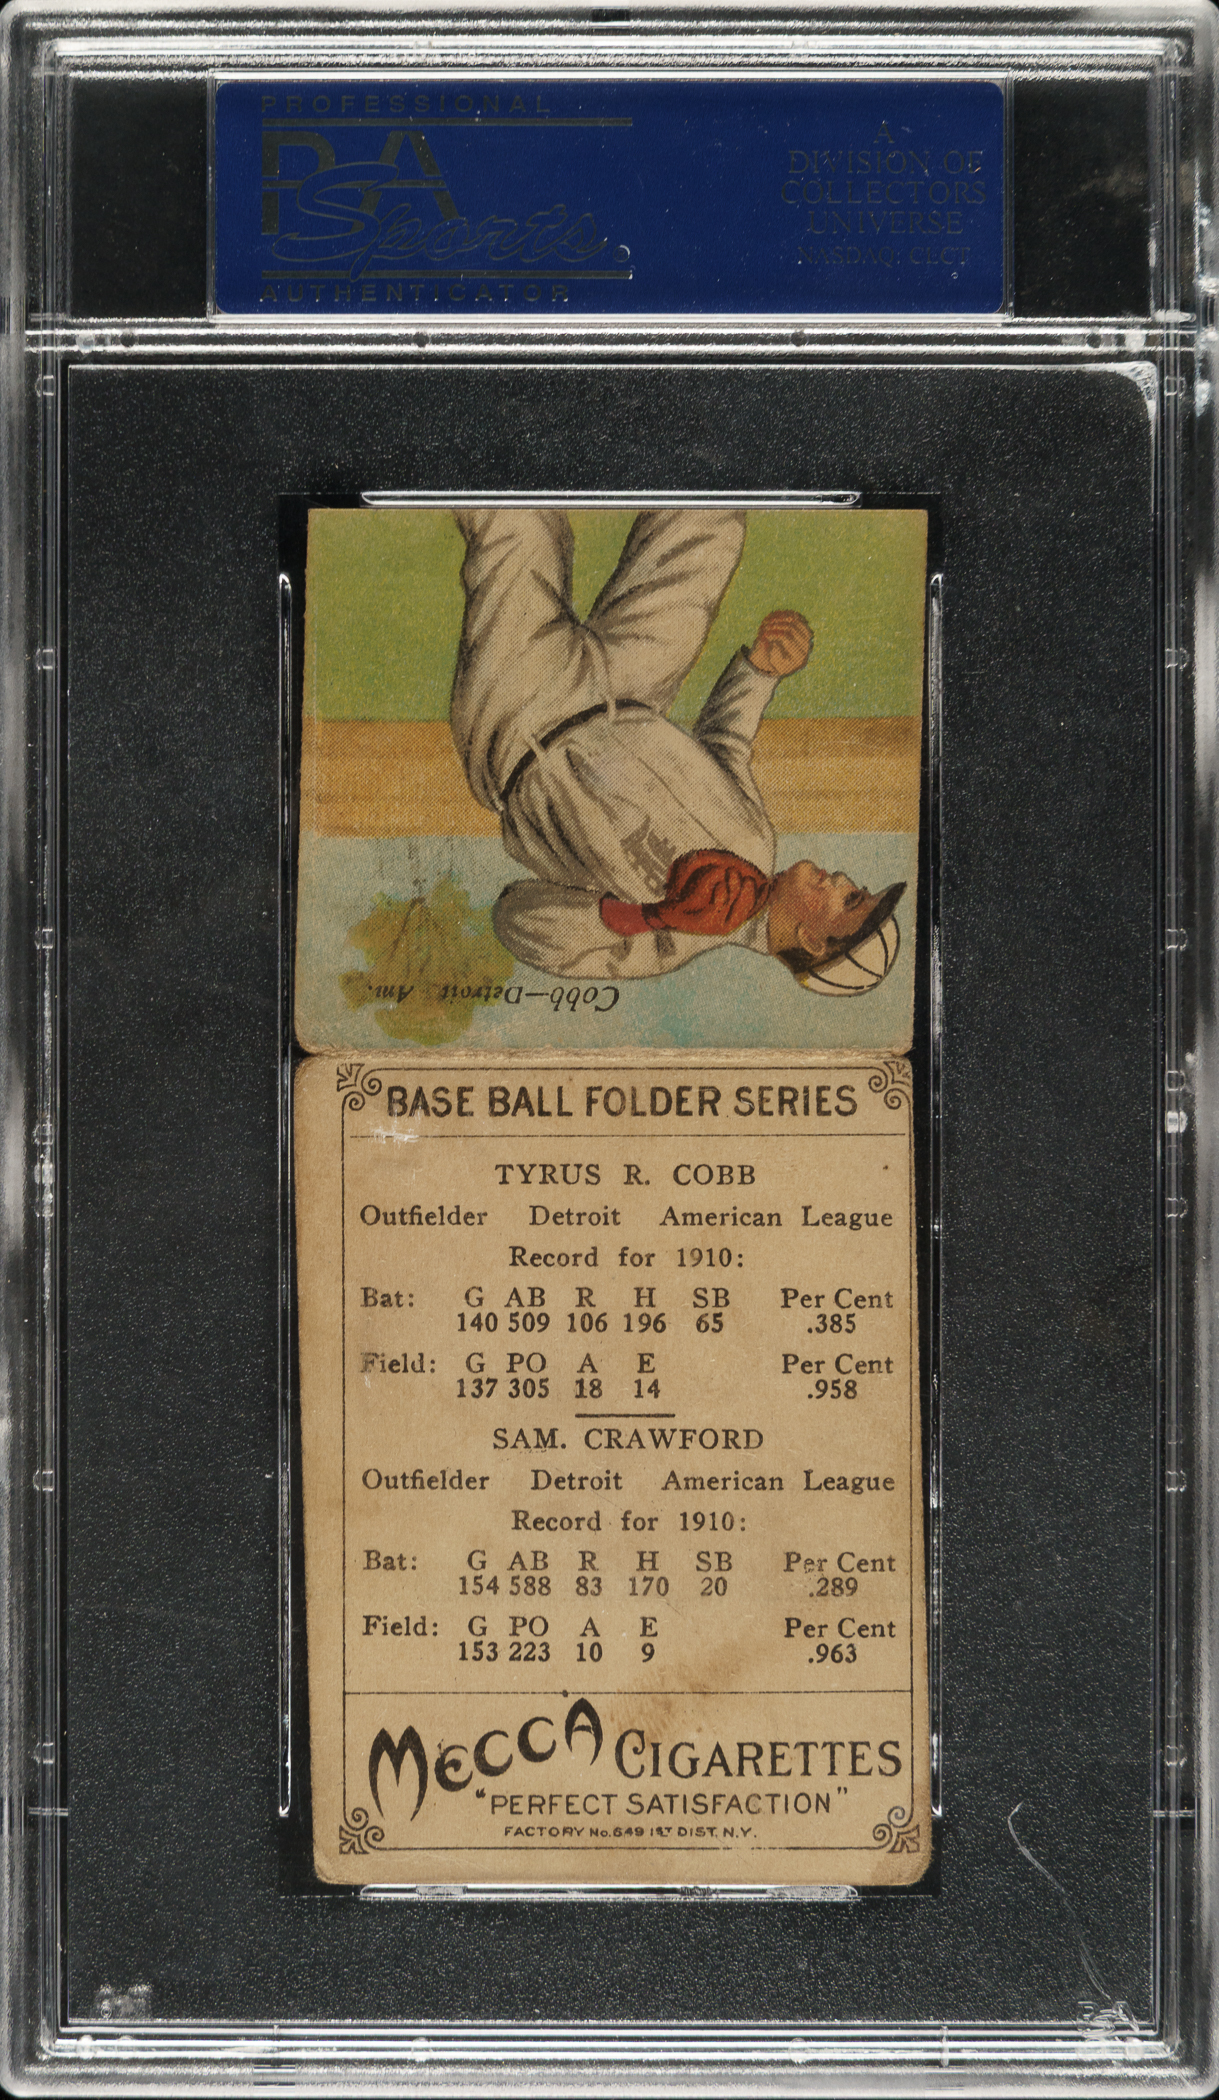 PROFESSIONAL
PSA
Sports
AUTHENTICATOR
A
DIVISION OF
COLLECTORS
UNIVERSE
NASDAQ: CLCT
Cobb—Detroit Am.
BASE BALL FOLDER SERIES
TYRUS R. COBB
Outfielder Detroit American League
Record for 1910:
Bat: G AB R H SB Per Cent
140 509 106 196 65 .385
Field: G PO A E Per Cent
137 305 18 14 .958
SAM. CRAWFORD
Outfielder Detroit American League
Record for 1910:
Bat: G AB R H SB Per Cent
154 588 83 170 20 .289
Field: G PO A E Per Cent
153 223 10 9 .963
MECCA CIGARETTES
"PERFECT SATISFACTION"
FACTORY No. 649 1ST DIST. N.Y.